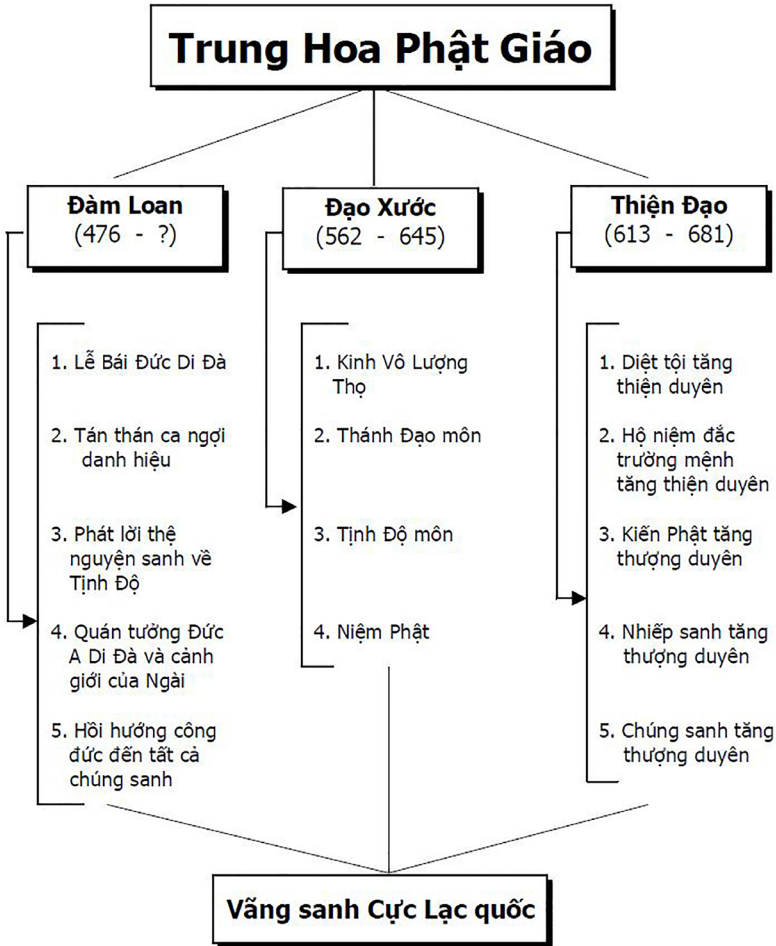 Trung Hoa Phật Giáo
Đàm Loan
(476 - ?)
1. Lễ Bái Đức Di Đà
2. Tán thán ca ngợi
danh hiệu
3. Phát lời thệ
nguyện sanh về
Tịnh Độ
4. Quán tưởng Đức
A Di Đà và cảnh
giới của Ngài
5. Hồi hướng công
đức đến tất cả
chúng sanh
Đạo Xước
(562 - 645)
1. Kinh Vô Lượng
Thọ
2. Thánh Đạo môn
3. Tịnh Độ môn
4. Niệm Phật
Thiện Đạo
(613 - 681)
1. Diệt tội tăng
thiện duyên
2. Hộ niệm đắc
trường mệnh
tăng thiện duyên
3. Kiến Phật tăng
thượng duyên
4. Nhiếp sanh tăng
thượng duyên
5. Chúng sanh tăng
thượng duyên
Vãng sanh Cực Lạc quốc